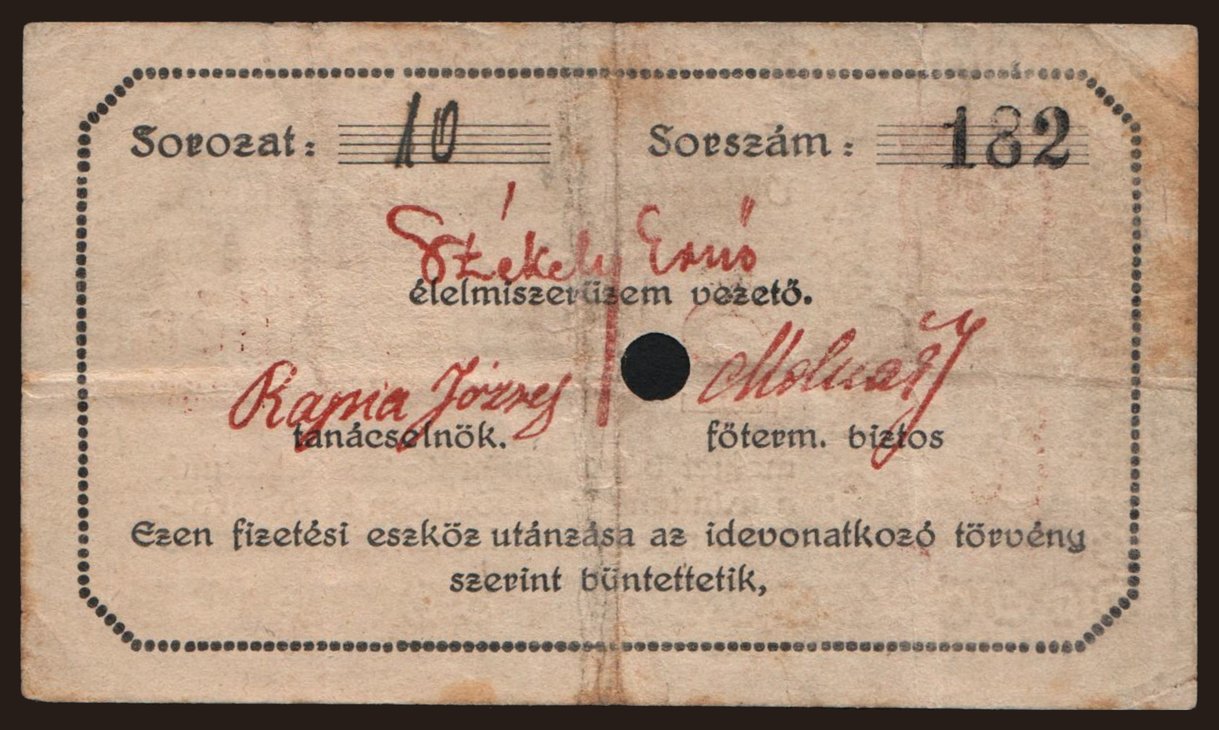 Sorozat: 10 Sorszám: 182
Székely Ernő
élelmiszerüzem vezető.
József Molnár
tanácselnök. főterm. biztos
Ezen fizetési eszköz utánzása az idevonatkozó törvény
szerint büntettetik,